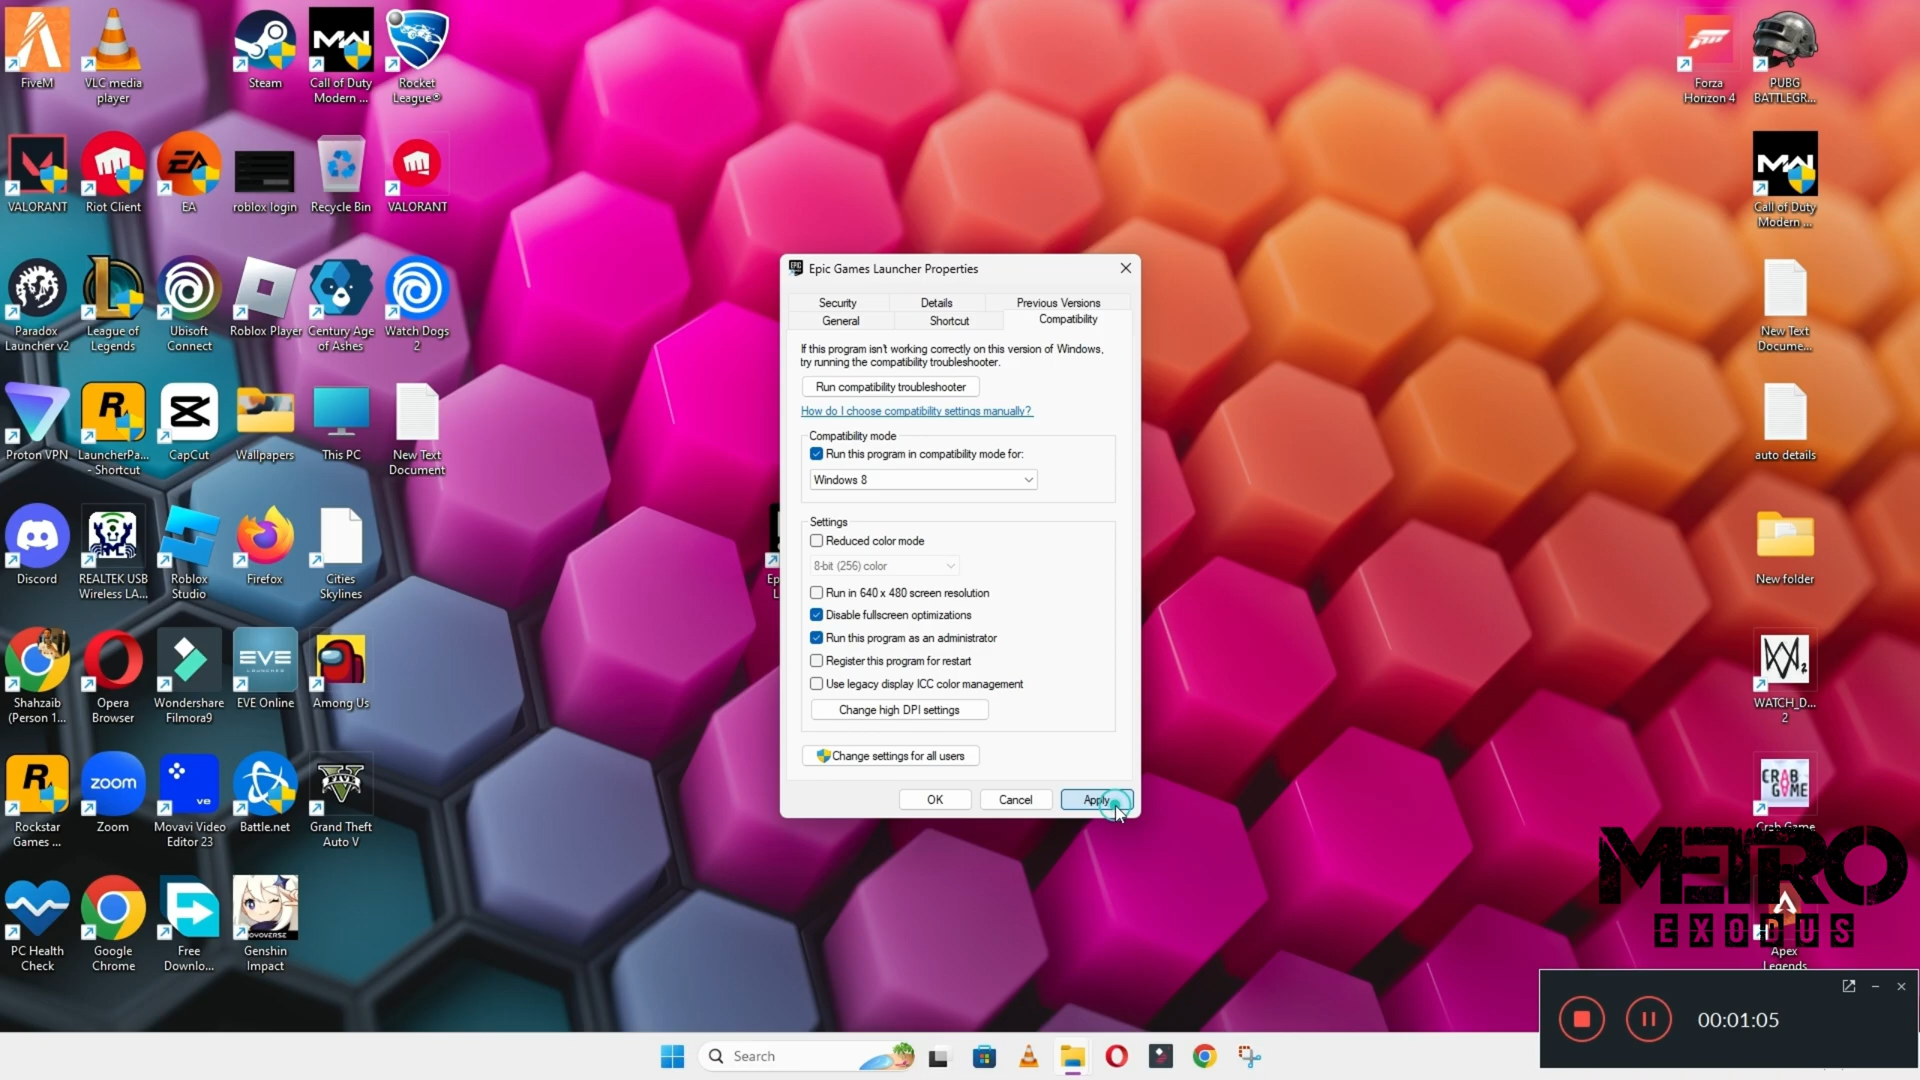 FiveM
VLC media
player
Steam
Call of Duty
Modern ...
Rocket
League®
Forza
Horizon 4
PUBG
BATTLEGR...
VALORANT
Riot Client
EA
roblox login
Recycle Bin
VALORANT
Call of Duty
Modern ...
Paradox
Launcher v2
League of
Legends
Ubisoft
Connect
Roblox Player
Century Age
of Ashes
Watch Dogs
2
New Text
Docume...
Proton VPN
LauncherPa...
- Shortcut
CapCut
Wallpapers
This PC
New Text
Document
auto details
Discord
REALTEK USB
Wireless LA...
Roblox
Studio
Firefox
Cities
Skylines
New folder
Shahzaib
(Person 1...
Opera
Browser
Wondershare
Filmora9
EVE Online
Among Us
WATCH_D...
2
Rockstar
Games ...
Zoom
Movavi Video
Editor 23
Battle.net
Grand Theft
Auto V
Crab Game
PC Health
Check
Google
Chrome
Free
Downlo...
Genshin
Impact
Apex
Legends
Epic Games Launcher Properties
Security
Details
Previous Versions
General
Shortcut
Compatibility
If this program isn't working correctly on this version of Windows,
try running the compatibility troubleshooter.
Run compatibility troubleshooter
How do I choose compatibility settings manually?
Compatibility mode
Run this program in compatibility mode for:
Windows 8
Settings
Reduced color mode
8-bit (256) color
Run in 640 x 480 screen resolution
Disable fullscreen optimizations
Run this program as an administrator
Register this program for restart
Use legacy display ICC color management
Change high DPI settings
Change settings for all users
OK
Cancel
Apply
METRO
EXODUS
00:01:05
Search